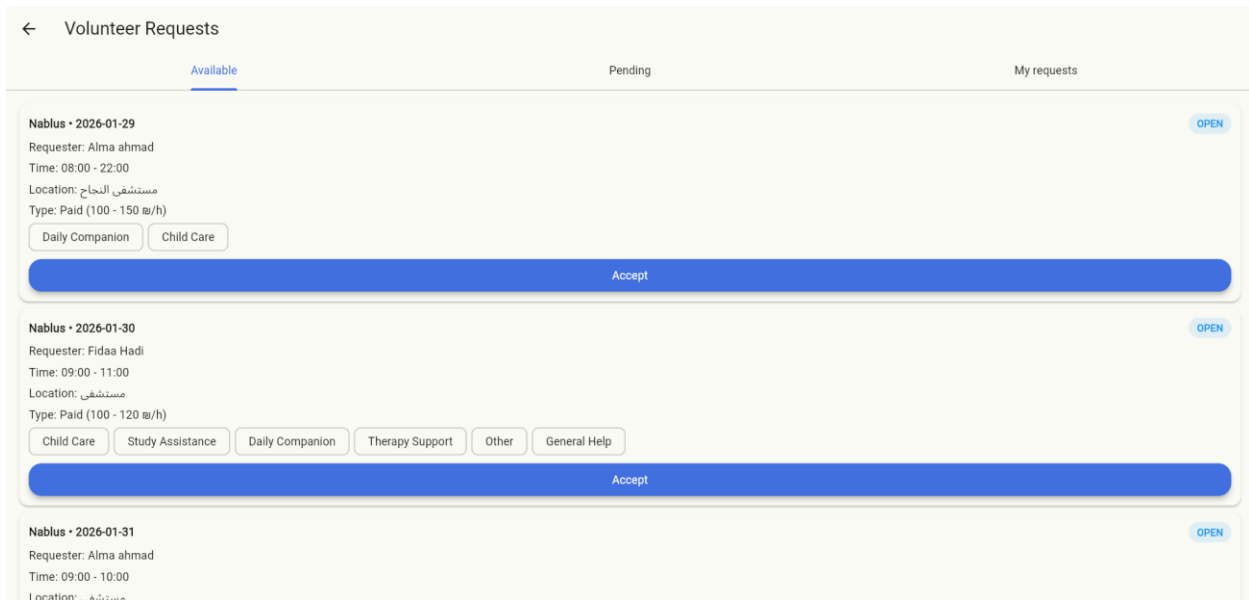 Volunteer Requests
Available Pending My requests
Nablus • 2026-01-29 OPEN
Requester: Alma ahmad
Time: 08:00 - 22:00
Location: مستشفى النجاح
Type: Paid (100 - 150 ₪/h)
Daily Companion Child Care
Accept
Nablus • 2026-01-30 OPEN
Requester: Fidaa Hadi
Time: 09:00 - 11:00
Location: مستشفى
Type: Paid (100 - 120 ₪/h)
Child Care Study Assistance Daily Companion Therapy Support Other General Help
Accept
Nablus • 2026-01-31 OPEN
Requester: Alma ahmad
Time: 09:00 - 10:00
Location: مستشفى